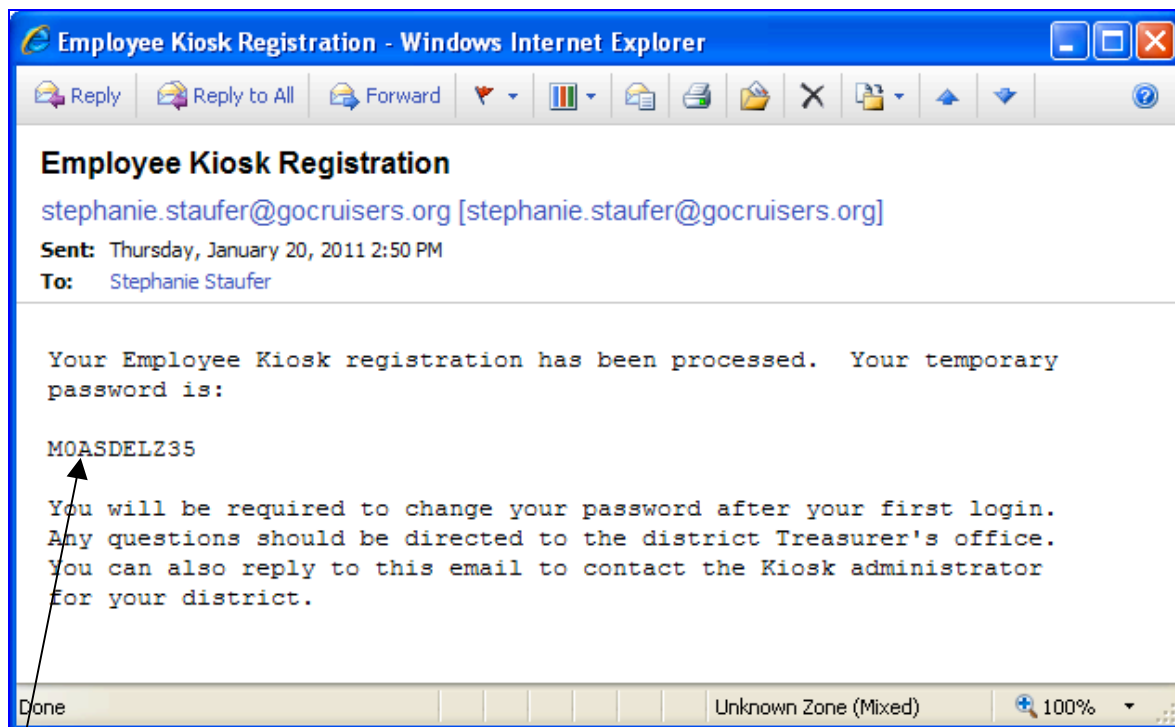 Employee Kiosk Registration - Windows Internet Explorer
Reply Reply to All Forward
Employee Kiosk Registration
stephanie.staufer@gocruisers.org [stephanie.staufer@gocruisers.org]
Sent: Thursday, January 20, 2011 2:50 PM
To: Stephanie Staufer
Your Employee Kiosk registration has been processed. Your temporary
password is:
M0ASDELZ35
You will be required to change your password after your first login.
Any questions should be directed to the district Treasurer's office.
You can also reply to this email to contact the Kiosk administrator
for your district.
Done Unknown Zone (Mixed) 100%